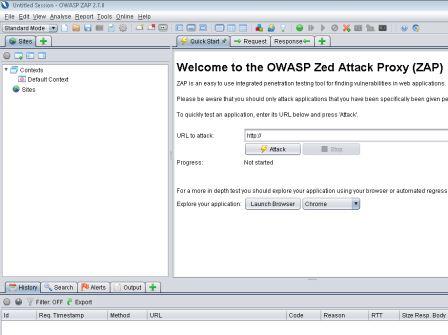 Untitled Session - OWASP ZAP 2.7.0
File Edit View Analyse Report Tools Online Help
Standard Mode
Sites
Quick Start
Request
Response
Contexts
Default Context
Sites
Welcome to the OWASP Zed Attack Proxy (ZAP)
ZAP is an easy to use integrated penetration testing tool for finding vulnerabilities in web applications.
Please be aware that you should only attack applications that you have been specifically been given pe
To quickly test an application, enter its URL below and press 'Attack'.
URL to attack: http://
Attack
Stop
Progress: Not started
For a more in depth test you should explore your application using your browser or automated regress
Explore your application: Launch Browser Chrome
History Search Alerts Output
Filter: OFF Export
Id Req. Timestamp Method URL Code Reason RTT Size Resp. Body